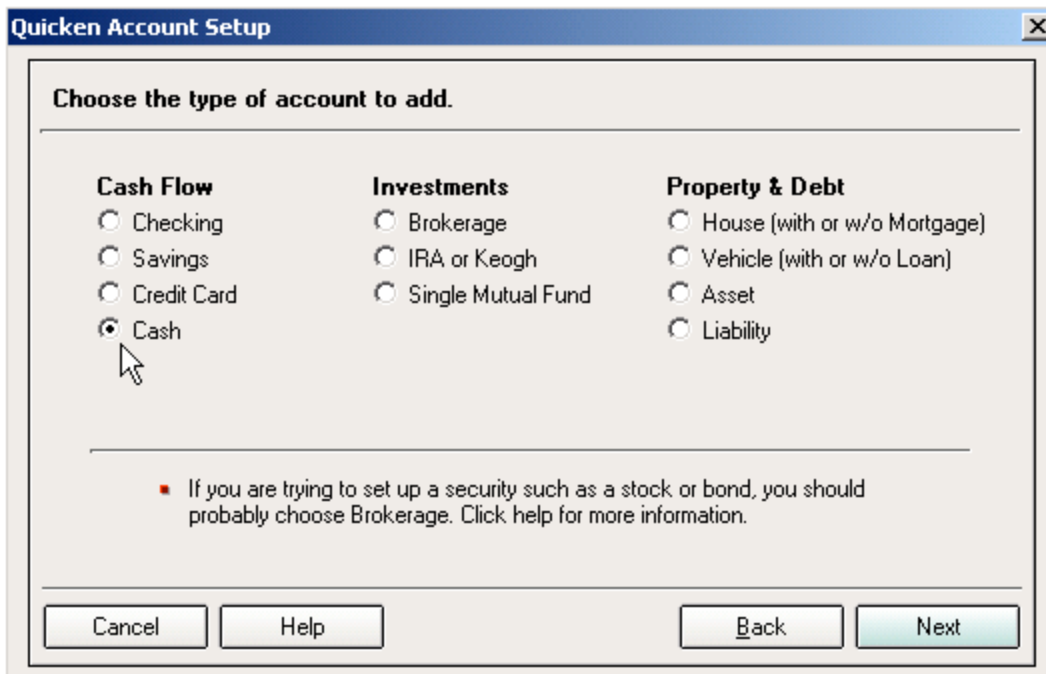 Quicken Account Setup
Choose the type of account to add.
Cash Flow
Checking
Savings
Credit Card
Cash
Investments
Brokerage
IRA or Keogh
Single Mutual Fund
Property & Debt
House (with or w/o Mortgage)
Vehicle (with or w/o Loan)
Asset
Liability
If you are trying to set up a security such as a stock or bond, you should
probably choose Brokerage. Click help for more information.
Cancel
Help
Back
Next